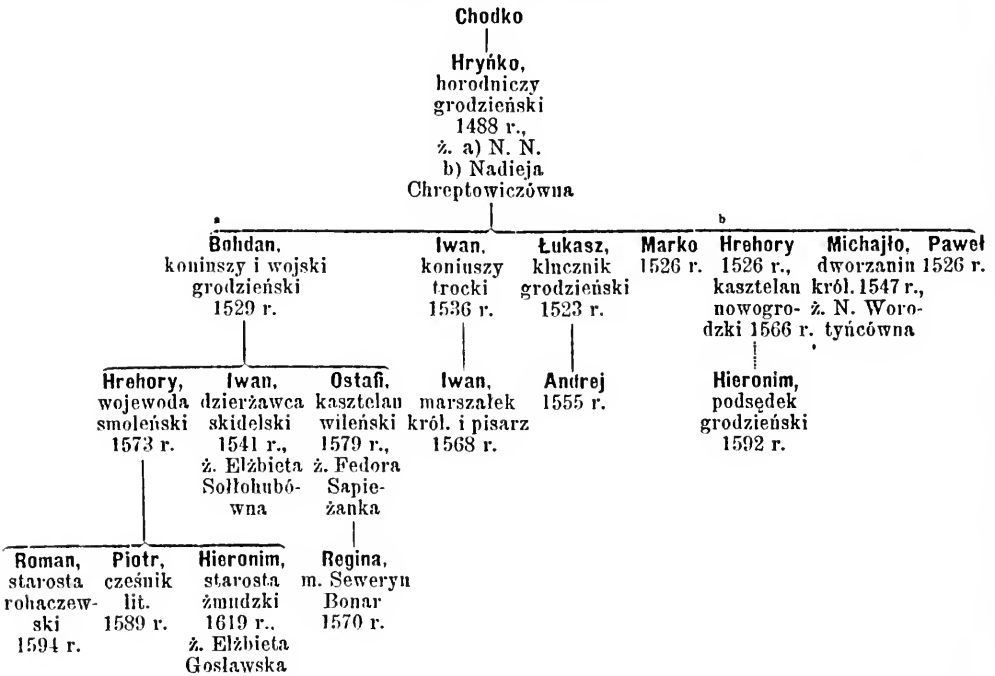 Chodko
Hryńko,
horodniczy
grodzieński
1488 r.,
ż. a) N. N.
b) Nadieja
Chreptowiczówna
a
b
Bohdan,
koniuszy i wojski
grodzieński
1529 r.
Iwan,
koniuszy
trocki
1536 r.
Łukasz,
klucznik
grodzieński
1523 r.
Marko
1526 r.
Hrehory
1526 r.,
kasztelan
nowogro-
dzki 1566 r.
Michajło,
dworzanin
król. 1547 r.,
ż. N. Woro-
tyńcówna
Paweł
1526 r.
Hrehory,
wojewoda
smoleński
1573 r.
Iwan,
dzierżawca
skidelski
1541 r.,
ż. Elżbieta
Sołłohubó-
wna
Ostafi,
kasztelan
wileński
1579 r.,
ż. Fedora
Sapie-
żanka
Iwan,
marszałek
król. i pisarz
1568 r.
Andrej
1555 r.
Hieronim,
podsędek
grodzieński
1592 r.
Roman,
starosta
rohaczew-
ski
1594 r.
Piotr,
cześnik
lit.
1589 r.
Hieronim,
starosta
żmudzki
1619 r..
ż. Elżbieta
Gosławska
Regina,
m. Seweryn
Bonar
1570 r.